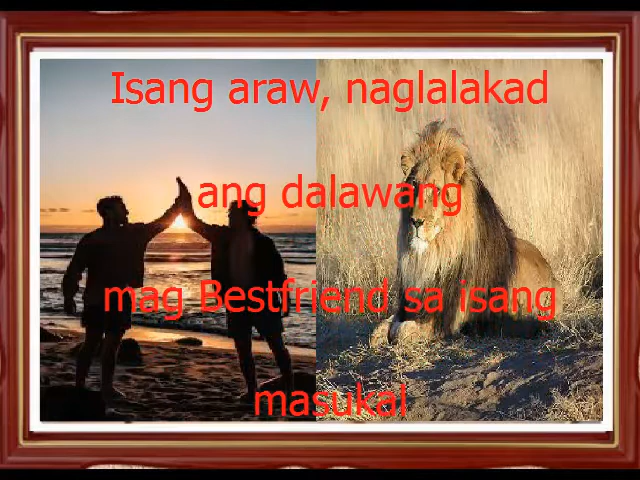 Isang araw, naglalakad
ang dalawang
mag Bestfriend sa isang
masukal